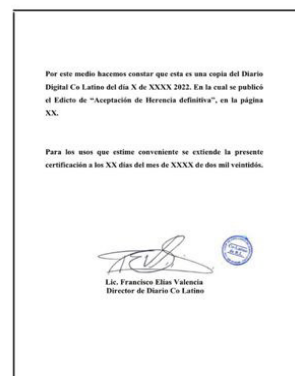 Por este medio hacemos constar que esta es una copia del Diario
Digital Co Latino del día X de XXXX 2022. En la cual se publicó
el Edicto de “Aceptación de Herencia definitiva”, en la página
XX.
Para los usos que estime conveniente se extiende la presente
certificación a los XX días del mes de XXXX de dos mil veintidós.
Lic. Francisco Elías Valencia
Director de Diario Co Latino